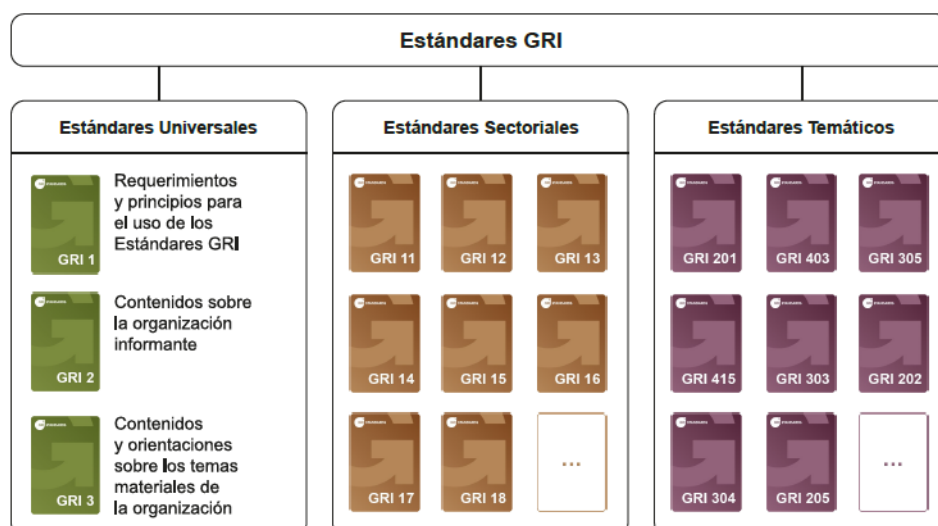 Estándares GRI
Estándares Universales
GRI 1
Requerimientos
y principios para
el uso de los
Estándares GRI
GRI 2
Contenidos sobre
la organización
informante
GRI 3
Contenidos
y orientaciones
sobre los temas
materiales de
la organización
Estándares Sectoriales
GRI 11
GRI 12
GRI 13
GRI 14
GRI 15
GRI 16
GRI 17
GRI 18
...
Estándares Temáticos
GRI 201
GRI 403
GRI 305
GRI 415
GRI 303
GRI 202
GRI 304
GRI 205
...